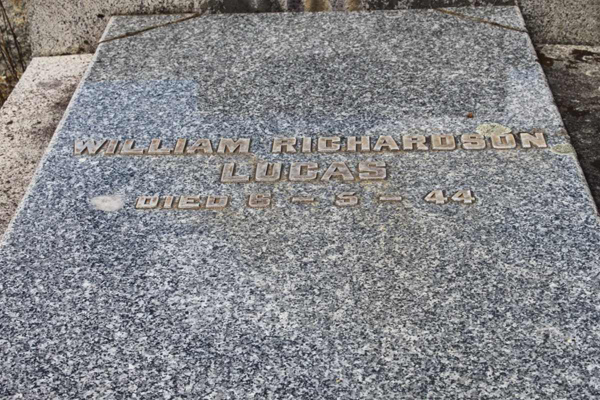 WILLIAM RICHARDSON
LUCAS
DIED 6 - 5 - 44